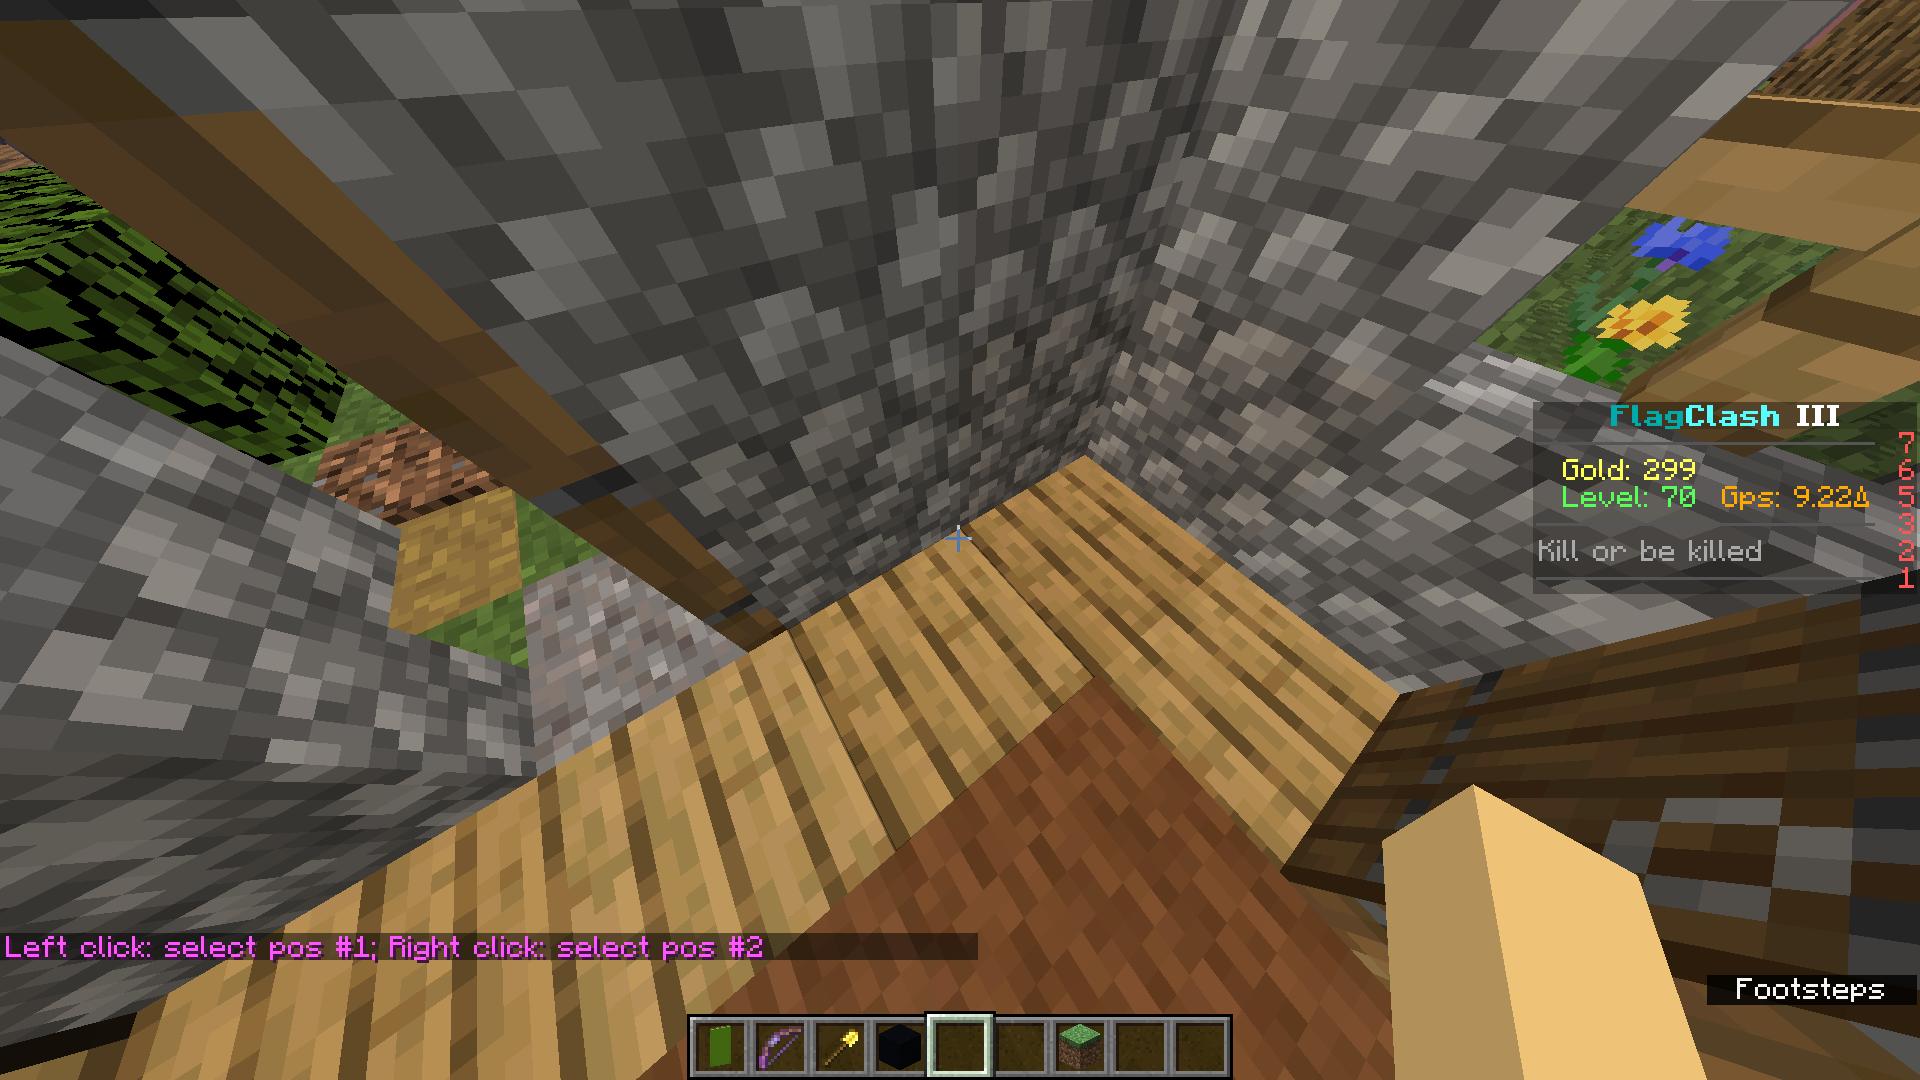 FlagClash III
7
Gold: 299
6
Level: 70 Gps: 9.22Δ
5
3
Kill or be killed
2
1
Left click: select pos #1; Right click: select pos #2
Footsteps